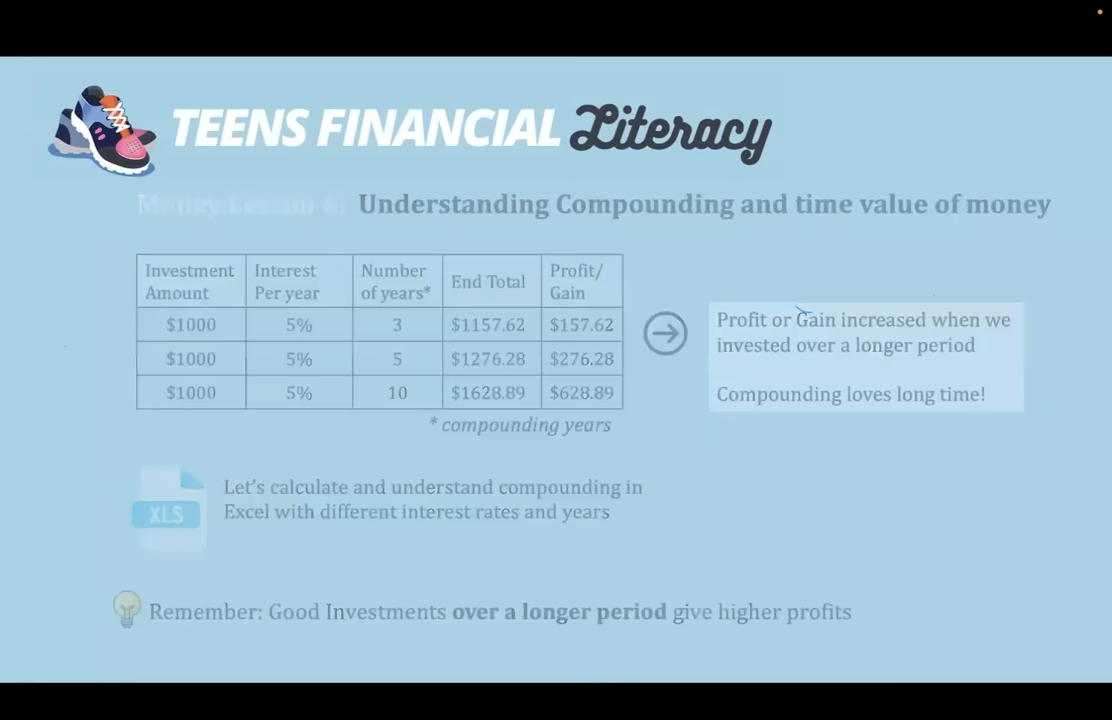 TEENS FINANCIAL Literacy
Money Lesson 4: Understanding Compounding and time value of money
Investment Amount | Interest Per year | Number of years* | End Total | Profit/ Gain
$1000 | 5% | 3 | $1157.62 | $157.62
$1000 | 5% | 5 | $1276.28 | $276.28
$1000 | 5% | 10 | $1628.89 | $628.89
* compounding years
Profit or Gain increased when we
invested over a longer period
Compounding loves long time!
XLS
Let's calculate and understand compounding in
Excel with different interest rates and years
Remember: Good Investments over a longer period give higher profits